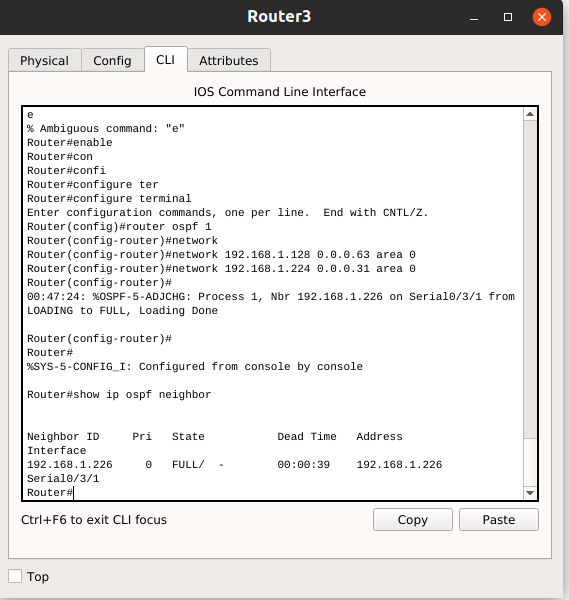 Router3
Physical Config CLI Attributes
IOS Command Line Interface
e
% Ambiguous command: "e"
Router#enable
Router#con
Router#confi
Router#configure ter
Router#configure terminal
Enter configuration commands, one per line.  End with CNTL/Z.
Router(config)#router ospf 1
Router(config-router)#network
Router(config-router)#network 192.168.1.128 0.0.0.63 area 0
Router(config-router)#network 192.168.1.224 0.0.0.31 area 0
Router(config-router)#
00:47:24: %OSPF-5-ADJCHG: Process 1, Nbr 192.168.1.226 on Serial0/3/1 from
LOADING to FULL, Loading Done
Router(config-router)#
Router#
%SYS-5-CONFIG_I: Configured from console by console
Router#show ip ospf neighbor
Neighbor ID     Pri   State           Dead Time   Address
Interface
192.168.1.226     0   FULL/  -        00:00:39    192.168.1.226
Serial0/3/1
Router#
Ctrl+F6 to exit CLI focus Copy Paste
Top